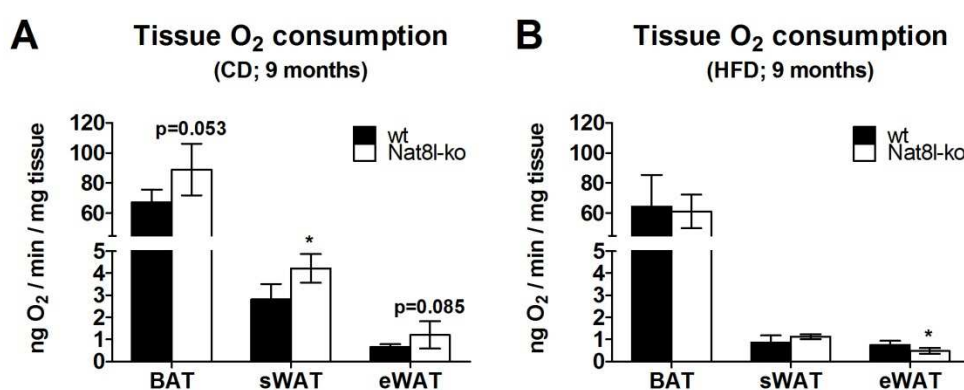 A
Tissue O₂ consumption
(CD; 9 months)
ng O₂ / min / mg tissue
120
100
80
60
5
4
3
2
1
0
p=0.053
*
p=0.085
wt
Nat8l-ko
BAT sWAT eWAT
B
Tissue O₂ consumption
(HFD; 9 months)
ng O₂ / min / mg tissue
120
100
80
60
5
4
3
2
1
0
*
wt
Nat8l-ko
BAT sWAT eWAT